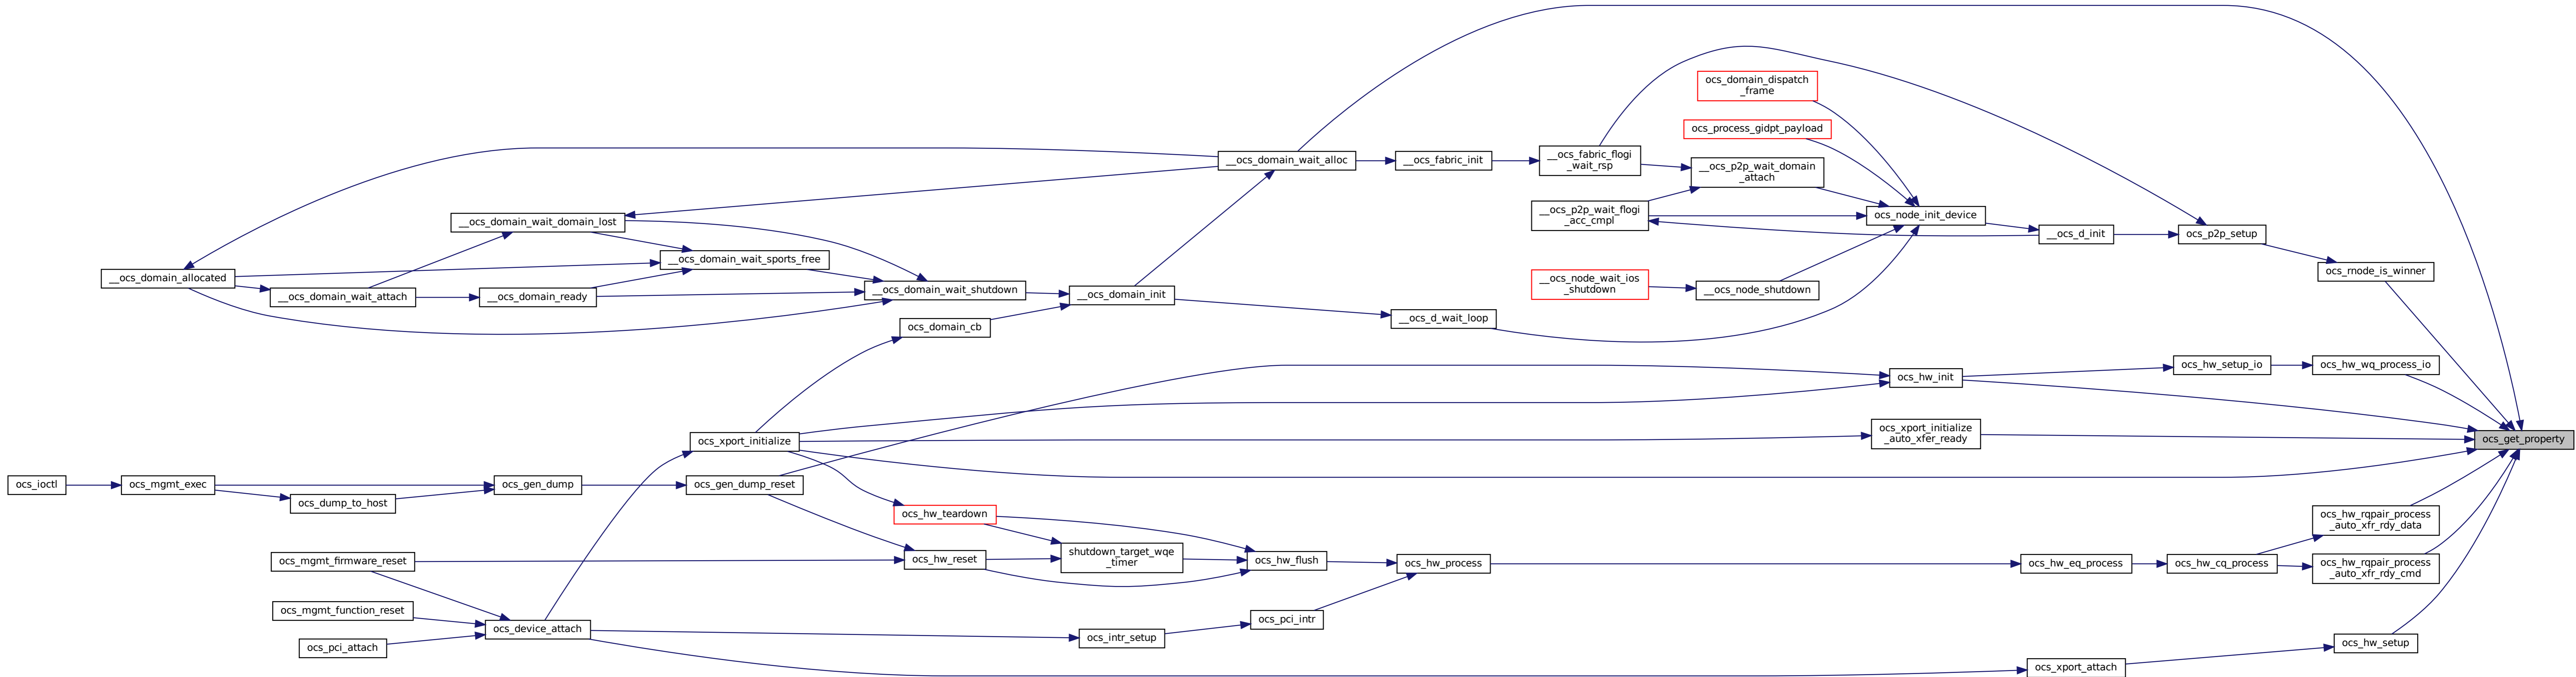 ocs_domain_dispatch
_frame
ocs_process_gidpt_payload
__ocs_domain_wait_alloc
__ocs_fabric_init
__ocs_fabric_flogi
_wait_rsp
__ocs_p2p_wait_domain
_attach
__ocs_domain_wait_domain_lost
__ocs_p2p_wait_flogi
_acc_cmpl
ocs_node_init_device
__ocs_d_init
ocs_p2p_setup
__ocs_domain_wait_sports_free
ocs_rnode_is_winner
__ocs_domain_allocated
__ocs_domain_wait_attach
__ocs_domain_ready
__ocs_domain_wait_shutdown
__ocs_domain_init
__ocs_node_wait_ios
_shutdown
__ocs_node_shutdown
ocs_domain_cb
__ocs_d_wait_loop
ocs_hw_init
ocs_hw_setup_io
ocs_hw_wq_process_io
ocs_xport_initialize
ocs_xport_initialize
_auto_xfer_ready
ocs_get_property
ocs_ioctl
ocs_mgmt_exec
ocs_dump_to_host
ocs_gen_dump
ocs_gen_dump_reset
ocs_hw_teardown
ocs_hw_rqpair_process
_auto_xfr_rdy_data
ocs_mgmt_firmware_reset
ocs_hw_reset
shutdown_target_wqe
_timer
ocs_hw_flush
ocs_hw_process
ocs_hw_eq_process
ocs_hw_cq_process
ocs_hw_rqpair_process
_auto_xfr_rdy_cmd
ocs_mgmt_function_reset
ocs_pci_attach
ocs_device_attach
ocs_intr_setup
ocs_pci_intr
ocs_hw_setup
ocs_xport_attach